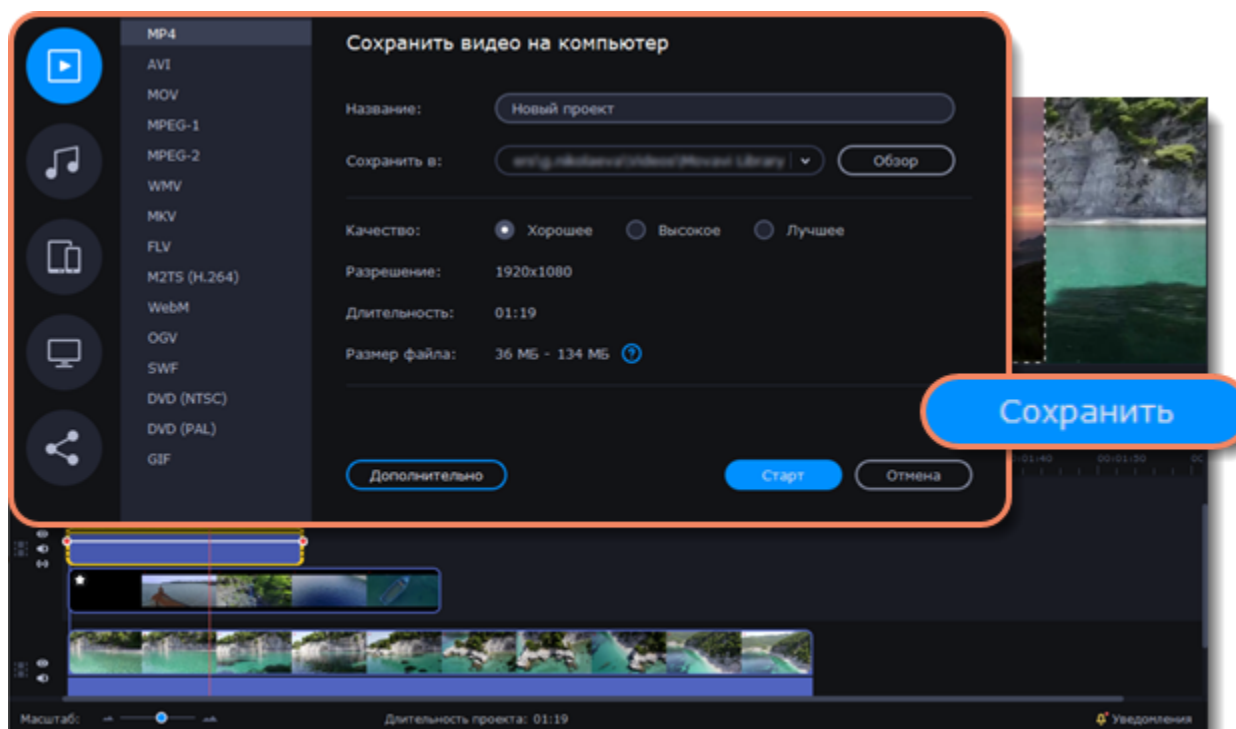 MP4
AVI
MOV
MPEG-1
MPEG-2
WMV
MKV
FLV
M2TS (H.264)
WebM
OGV
SWF
DVD (NTSC)
DVD (PAL)
GIF
Сохранить видео на компьютер
Название: Новый проект
Сохранить в: Обзор
Качество: Хорошее Высокое Лучшее
Разрешение: 1920x1080
Длительность: 01:19
Размер файла: 36 МБ - 134 МБ ?
Дополнительно Старт Отмена
Сохранить
00:01:50
Масштаб: Длительность проекта: 01:19 Уведомления